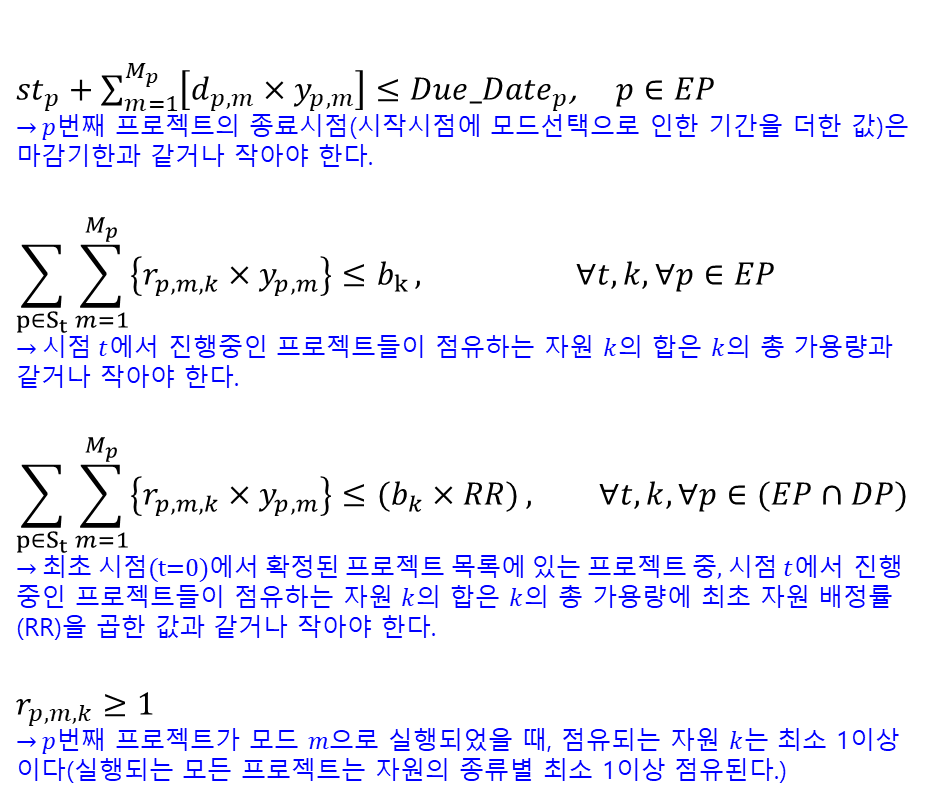 st_p + ∑_{m=1}^{M_p} [d_{p,m} × y_{p,m}] ≤ Due_Date_p, p ∈ EP
→ p번째 프로젝트의 종료시점(시작시점에 모드선택으로 인한 기간을 더한 값)은
마감기한과 같거나 작아야 한다.
∑_{p∈S_t} ∑_{m=1}^{M_p} {r_{p,m,k} × y_{p,m}} ≤ b_k , ∀t, k, ∀p ∈ EP
→ 시점 t에서 진행중인 프로젝트들이 점유하는 자원 k의 합은 k의 총 가용량과
같거나 작아야 한다.
∑_{p∈S_t} ∑_{m=1}^{M_p} {r_{p,m,k} × y_{p,m}} ≤ (b_k × RR) , ∀t, k, ∀p ∈ (EP ∩ DP)
→ 최초 시점(t=0)에서 확정된 프로젝트 목록에 있는 프로젝트 중, 시점 t에서 진행
중인 프로젝트들이 점유하는 자원 k의 합은 k의 총 가용량에 최초 자원 배정률
(RR)을 곱한 값과 같거나 작아야 한다.
r_{p,m,k} ≥ 1
→ p번째 프로젝트가 모드 m으로 실행되었을 때, 점유되는 자원 k는 최소 1이상
이다(실행되는 모든 프로젝트는 자원의 종류별 최소 1이상 점유된다.)